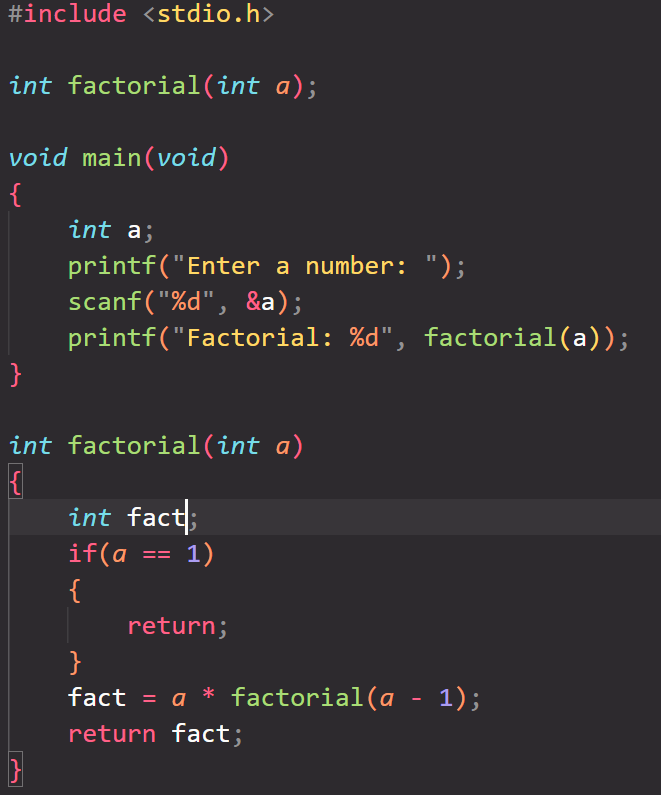 #include <stdio.h>
int factorial(int a);
void main(void)
{
    int a;
    printf("Enter a number: ");
    scanf("%d", &a);
    printf("Factorial: %d", factorial(a));
}
int factorial(int a)
{
    int fact;
    if(a == 1)
    {
        return;
    }
    fact = a * factorial(a - 1);
    return fact;
}